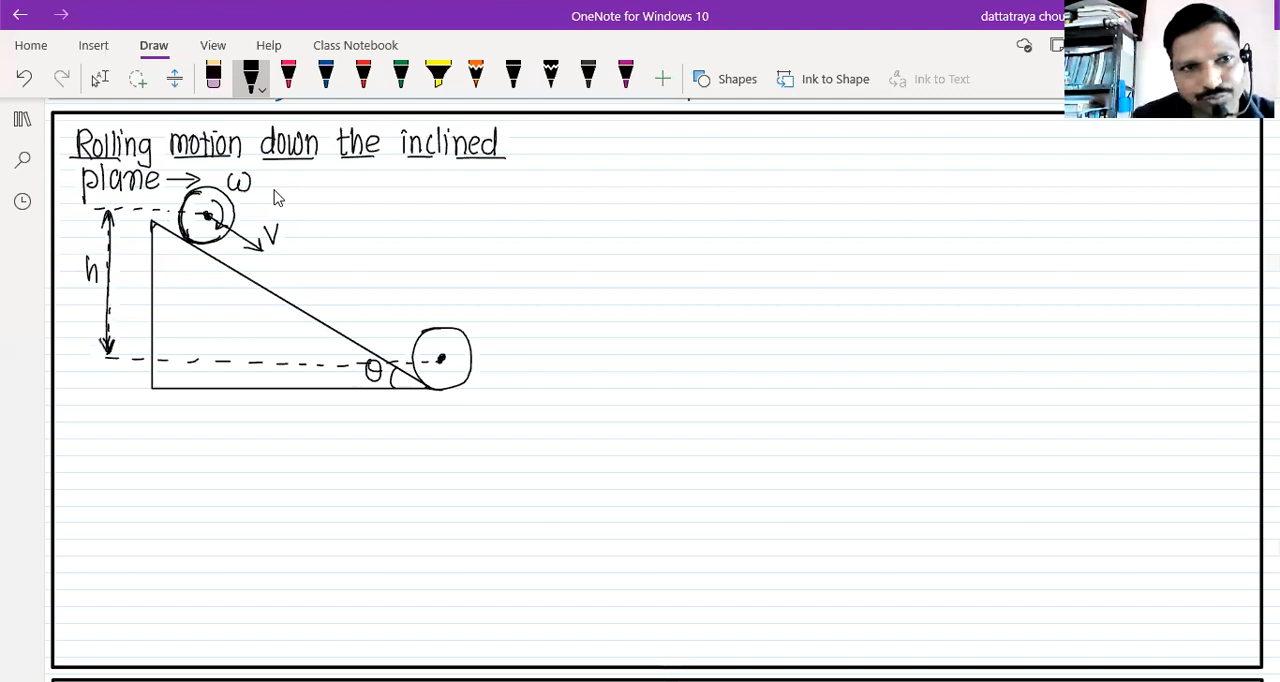 OneNote for Windows 10
dattatraya chou
Home Insert Draw View Help Class Notebook
Shapes Ink to Shape Ink to Text
Rolling motion down the inclined
plane → ω
V
h
θ